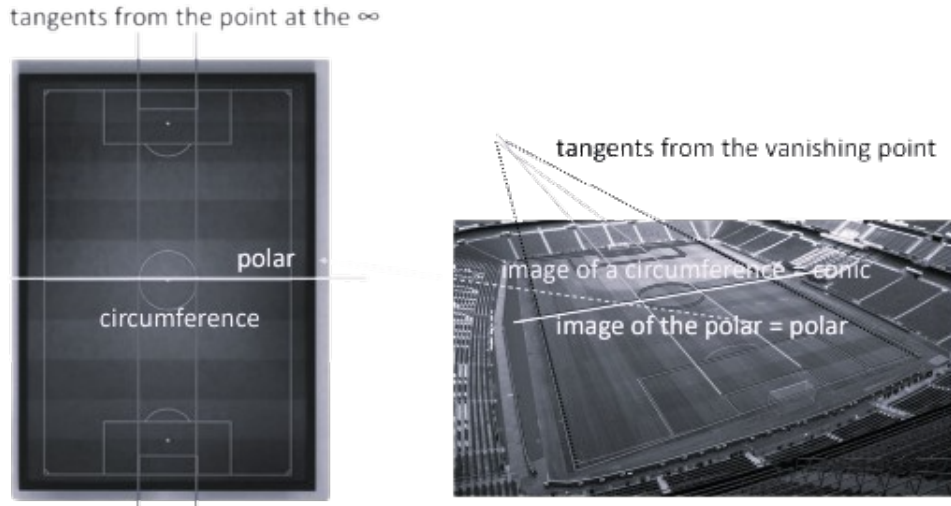 tangents from the point at the ∞
tangents from the vanishing point
polar
image of a circumference = conic
circumference
image of the polar = polar